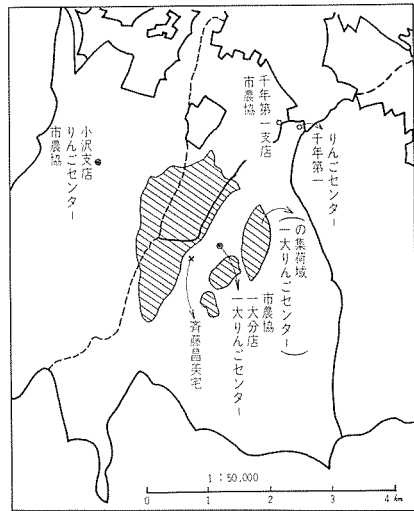 市農協
千年第一支店
千年第一
りんごセンター
市農協
りんごセンター
小沢支店
(一大りんごセンター
の集荷域)
市農協
一大分店
一大りんごセンター
斉藤昌美宅
1 : 50,000
0 1 2 3 4 km